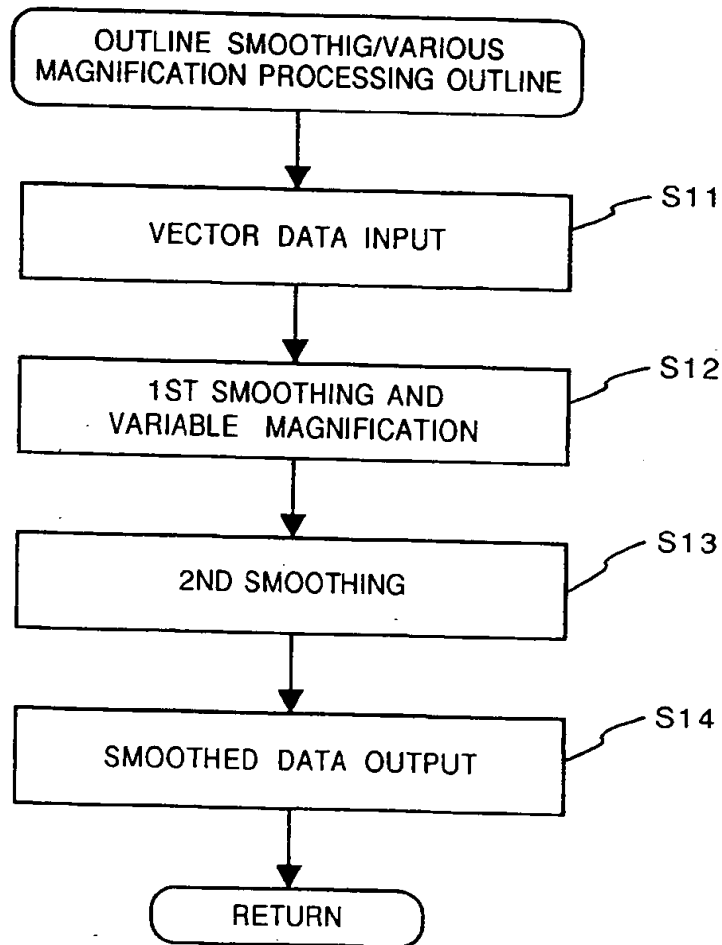 OUTLINE SMOOTHIG/VARIOUS
MAGNIFICATION PROCESSING OUTLINE
S11
VECTOR DATA INPUT
S12
1ST SMOOTHING AND
VARIABLE MAGNIFICATION
S13
2ND SMOOTHING
S14
SMOOTHED DATA OUTPUT
RETURN